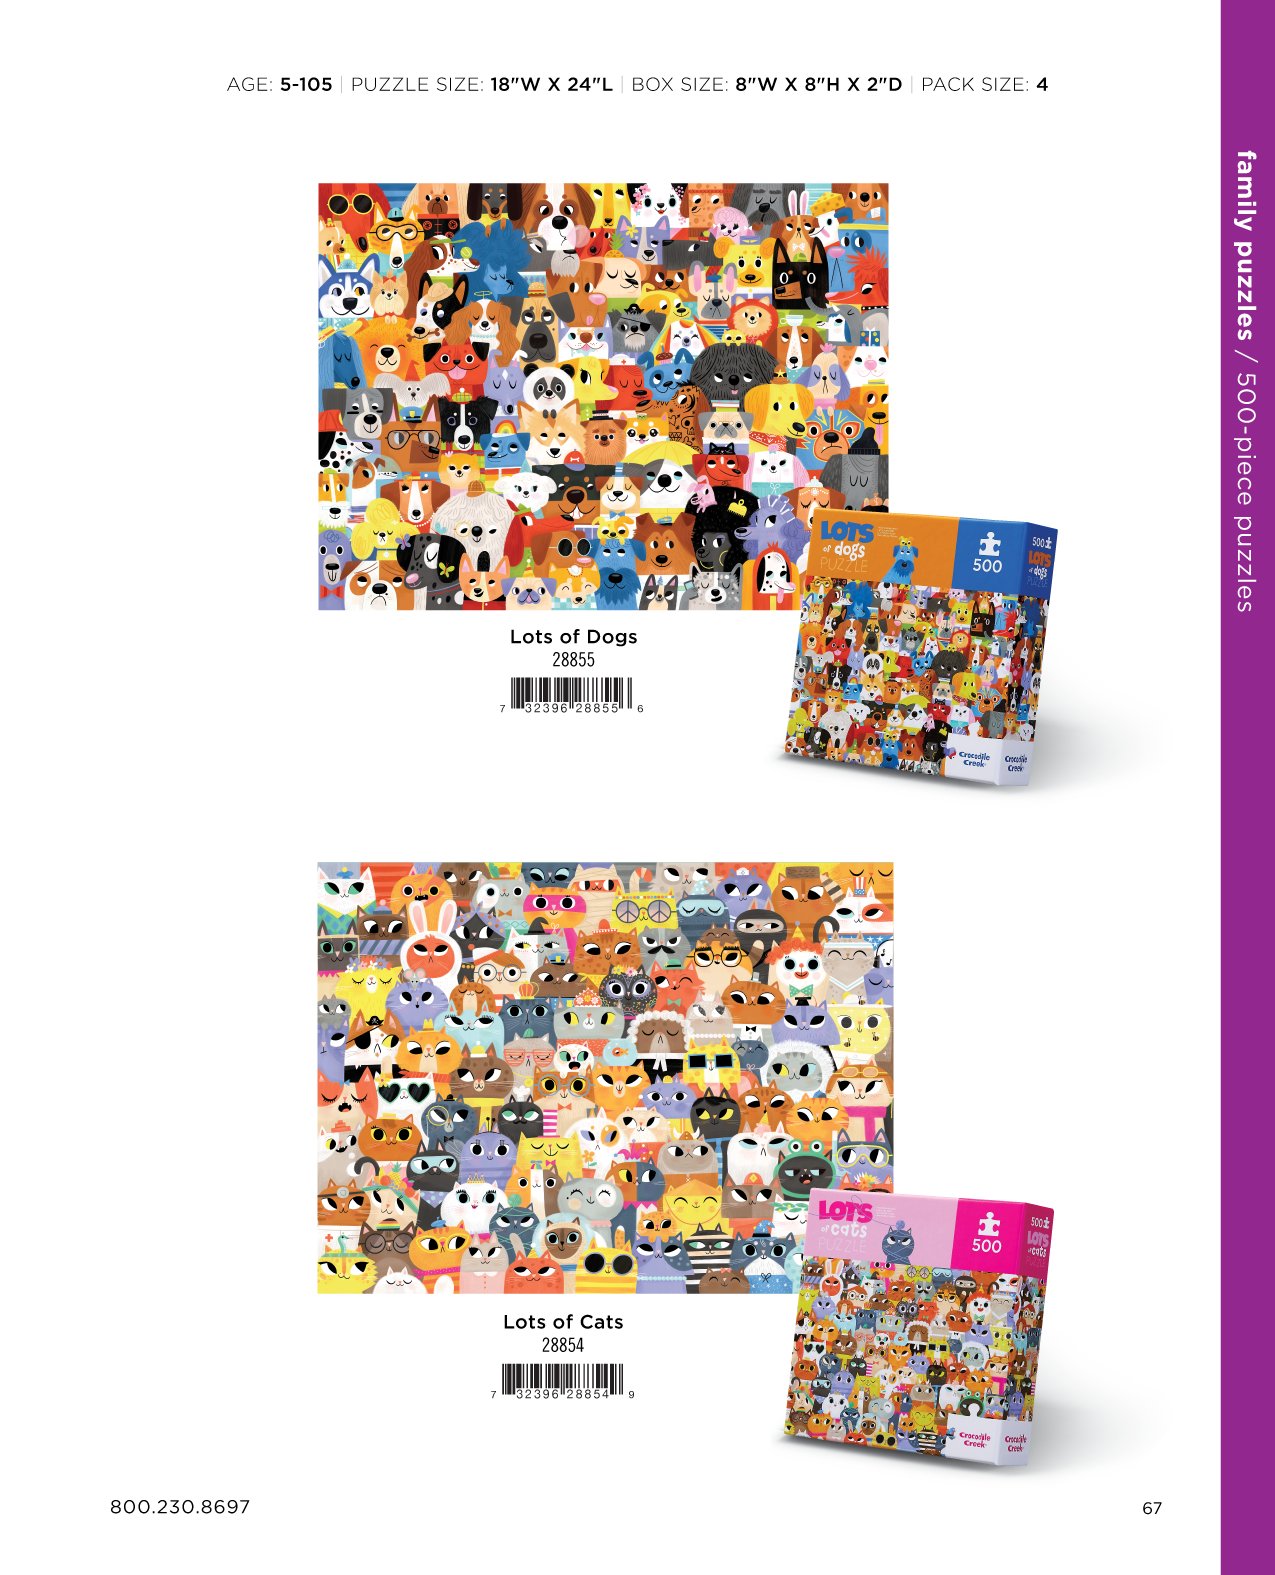 AGE: 5-105 | PUZZLE SIZE: 18"W X 24"L | BOX SIZE: 8"W X 8"H X 2"D | PACK SIZE: 4
family puzzles / 500-piece puzzles
LOTS
of dogs
PUZZLE
500
500
LOTS
of dogs
PUZZLE
Crocodile
Creek
Crocodile
Creek
Lots of Dogs
28855
7 32396 28855 6
LOTS
of cats
PUZZLE
500
500
LOTS
of cats
PUZZLE
Crocodile
Creek
Crocodile
Creek
Lots of Cats
28854
7 32396 28854 9
800.230.8697
67